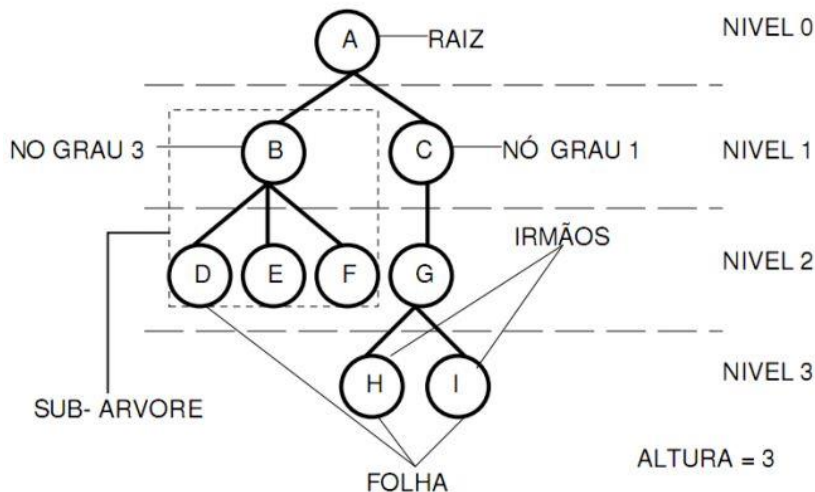 A
RAIZ
NIVEL 0
NO GRAU 3
B
C
NÓ GRAU 1
NIVEL 1
IRMÃOS
D
E
F
G
NIVEL 2
H
I
NIVEL 3
SUB- ARVORE
FOLHA
ALTURA = 3